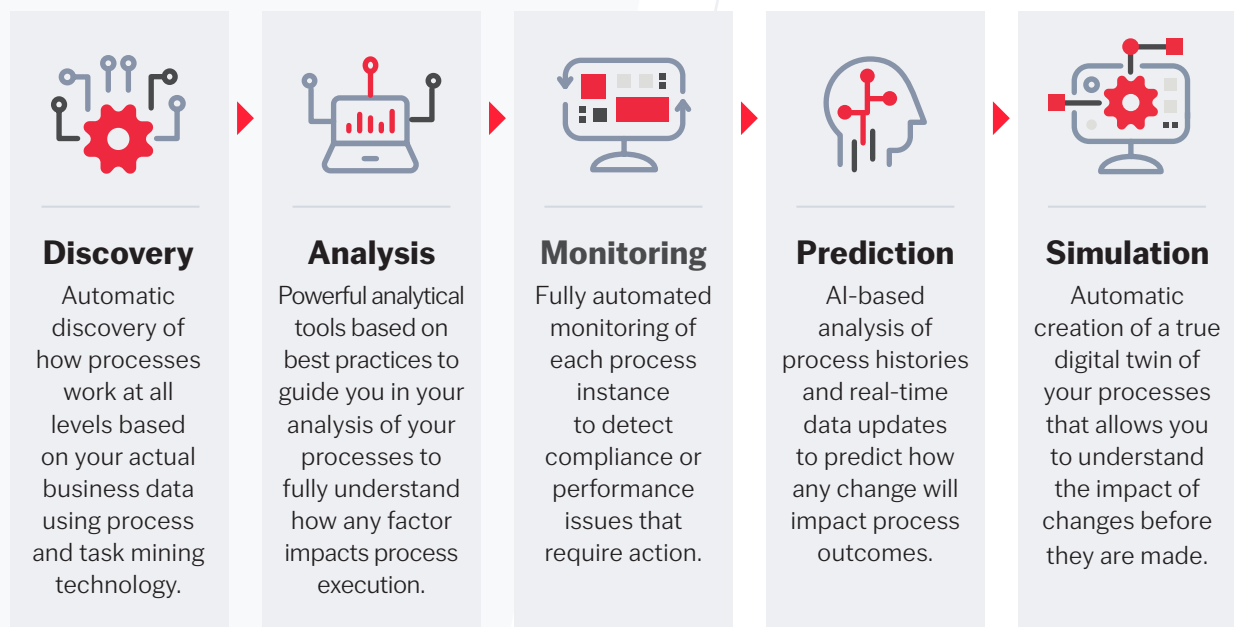 Discovery
Automatic
discovery of
how processes
work at all
levels based
on your actual
business data
using process
and task mining
technology.
Analysis
Powerful analytical
tools based on
best practices to
guide you in your
analysis of your
processes to
fully understand
how any factor
impacts process
execution.
Monitoring
Fully automated
monitoring of
each process
instance
to detect
compliance or
performance
issues that
require action.
Prediction
AI-based
analysis of
process histories
and real-time
data updates
to predict how
any change will
impact process
outcomes.
Simulation
Automatic
creation of a true
digital twin of
your processes
that allows you
to understand
the impact of
changes before
they are made.